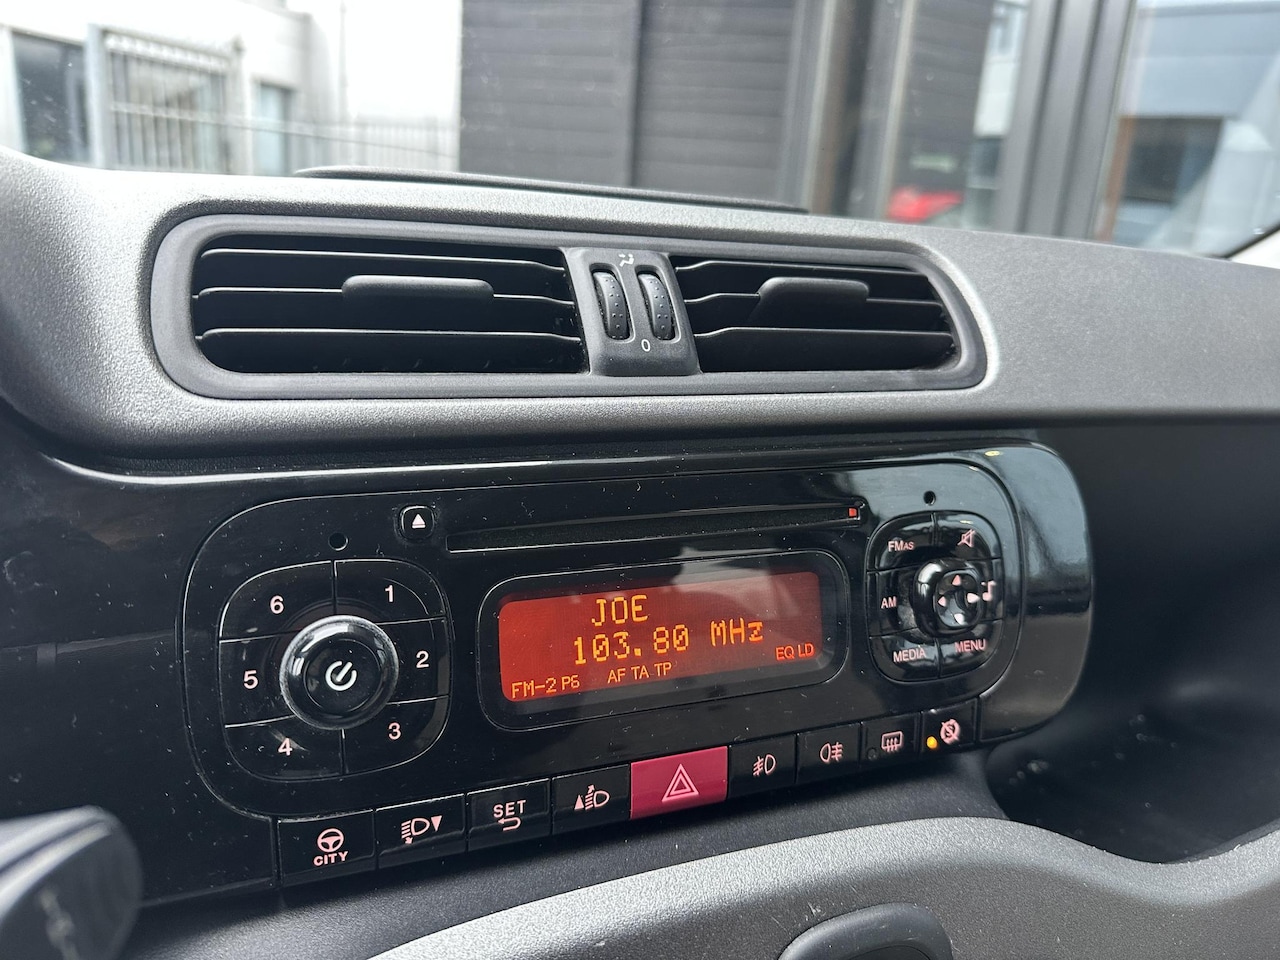 0
6
1
5
2
4
3
JOE
103.80 MHz
FM-2 P6 AF TA TP EQ LD
FMAS
AM
MEDIA
MENU
CITY
SET